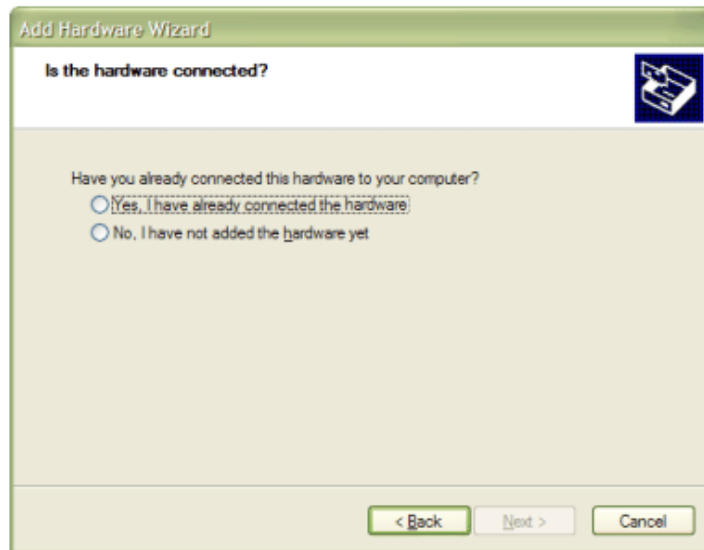 Add Hardware Wizard
Is the hardware connected?
Have you already connected this hardware to your computer?
Yes, I have already connected the hardware
No, I have not added the hardware yet
< Back
Next >
Cancel